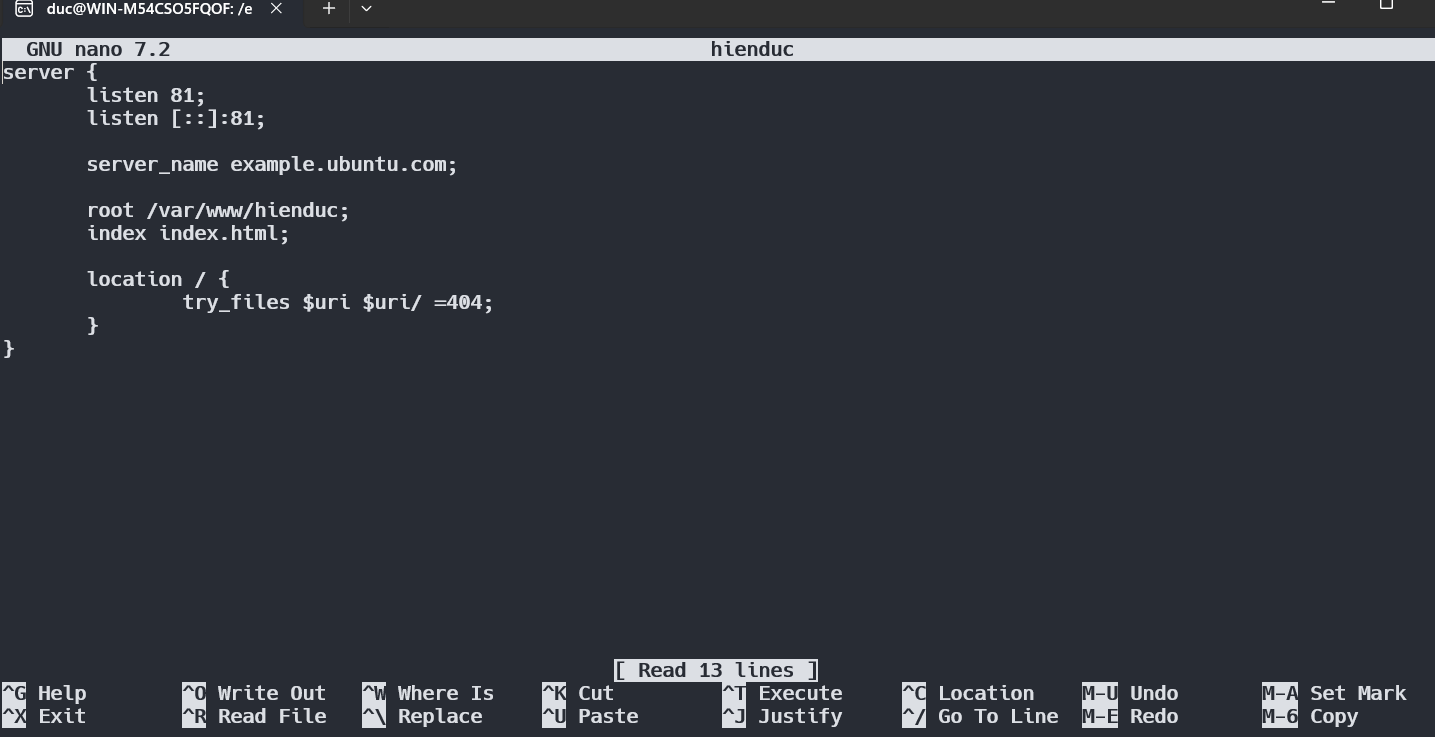 duc@WIN-M54CSO5FQOF: /e
GNU nano 7.2 hienduc
server {
listen 81;
listen [::]:81;
server_name example.ubuntu.com;
root /var/www/hienduc;
index index.html;
location / {
try_files $uri $uri/ =404;
}
}
[ Read 13 lines ]
^G Help ^O Write Out ^W Where Is ^K Cut ^T Execute ^C Location M-U Undo M-A Set Mark
^X Exit ^R Read File ^\ Replace ^U Paste ^J Justify ^/ Go To Line M-E Redo M-6 Copy